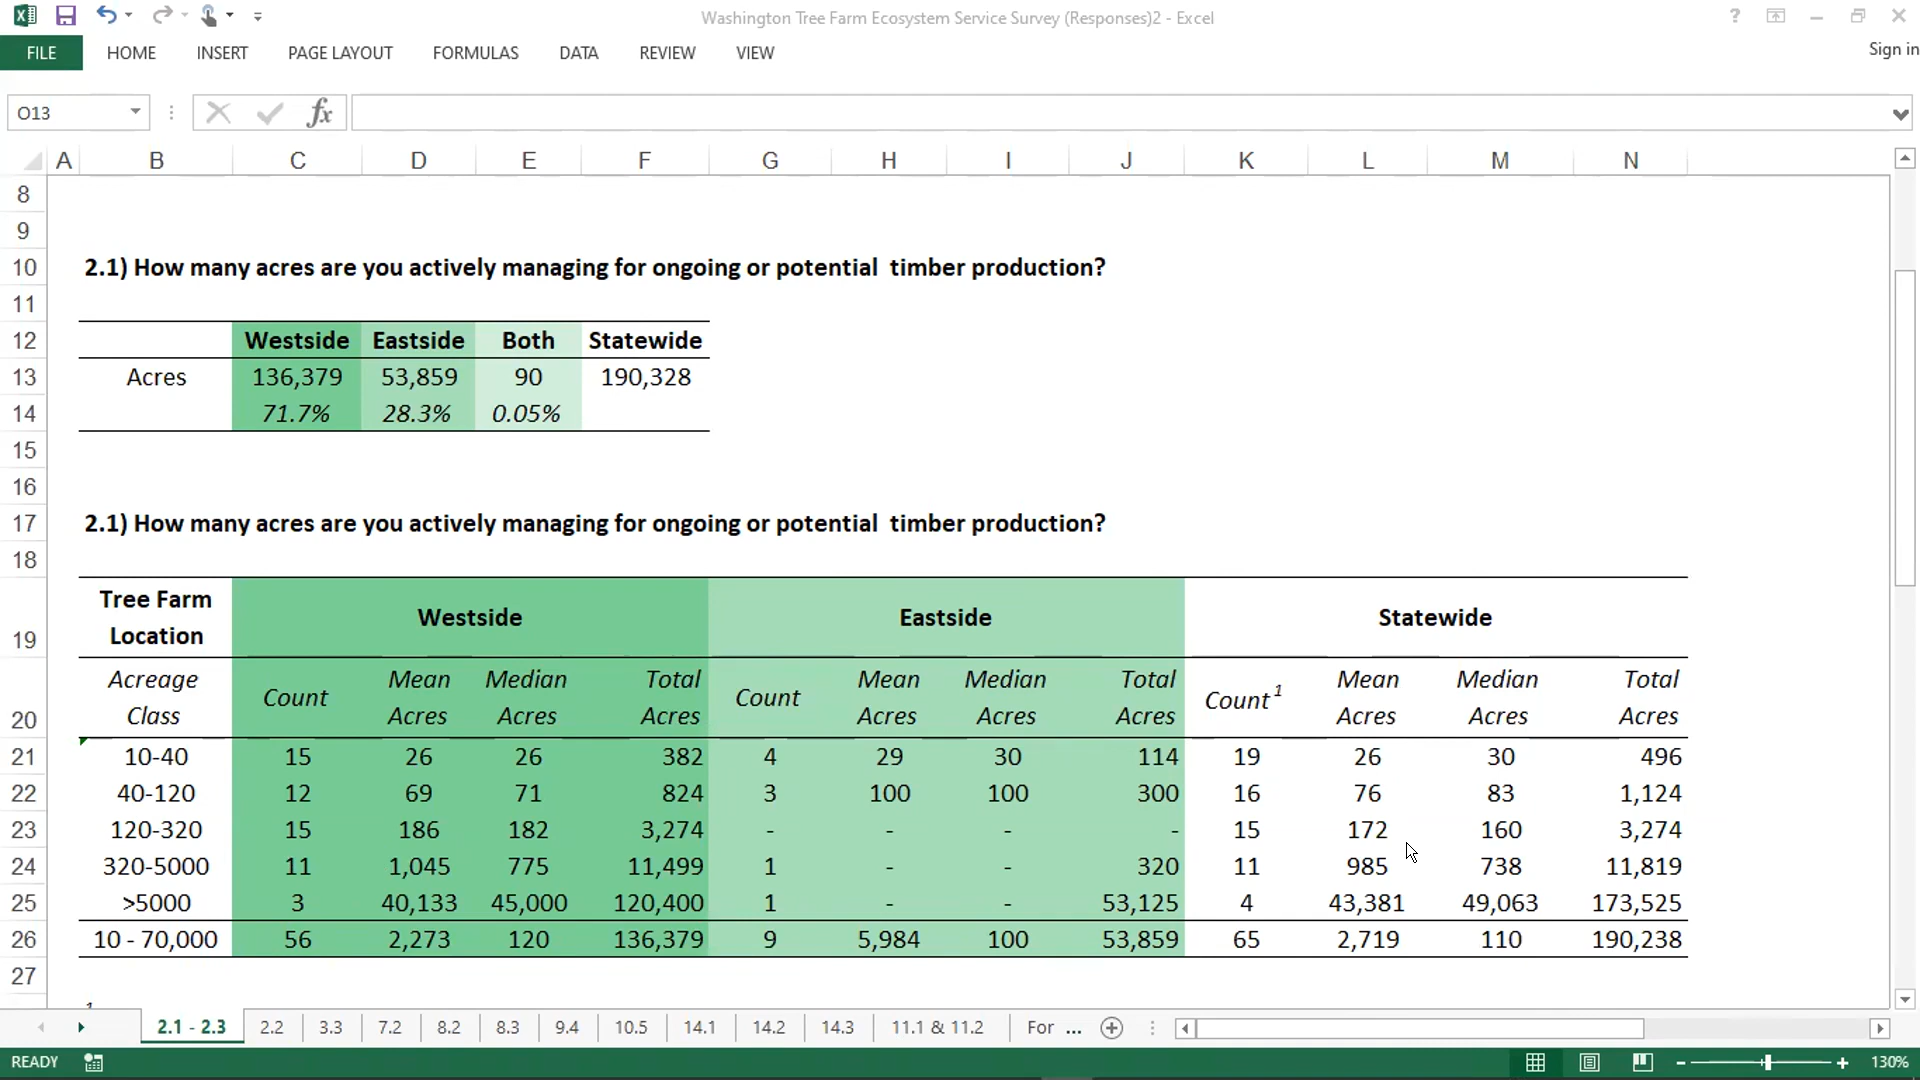 Washington Tree Farm Ecosystem Service Survey (Responses)2 - Excel
?
FILE HOME INSERT PAGE LAYOUT FORMULAS DATA REVIEW VIEW Sign in
O13 fx
A B C D E F G H I J K L M N
8
9
10 2.1) How many acres are you actively managing for ongoing or potential timber production?
11
12 Westside Eastside Both Statewide
13 Acres 136,379 53,859 90 190,328
14 71.7% 28.3% 0.05%
15
16
17 2.1) How many acres are you actively managing for ongoing or potential timber production?
18
Tree Farm
19 Location Westside Eastside Statewide
Acreage Mean Median Total Mean Median Total Mean Median Total
Count Count Count 1
20 Class Acres Acres Acres Acres Acres Acres Acres Acres Acres
21 10-40 15 26 26 382 4 29 30 114 19 26 30 496
22 40-120 12 69 71 824 3 100 100 300 16 76 83 1,124
23 120-320 15 186 182 3,274 - - - - 15 172 160 3,274
24 320-5000 11 1,045 775 11,499 1 - - 320 11 985 738 11,819
25 >5000 3 40,133 45,000 120,400 1 - - 53,125 4 43,381 49,063 173,525
26 10 - 70,000 56 2,273 120 136,379 9 5,984 100 53,859 65 2,719 110 190,238
27
2.1 - 2.3 2.2 3.3 7.2 8.2 8.3 9.4 10.5 14.1 14.2 14.3 11.1 & 11.2 For ...
READY 130%